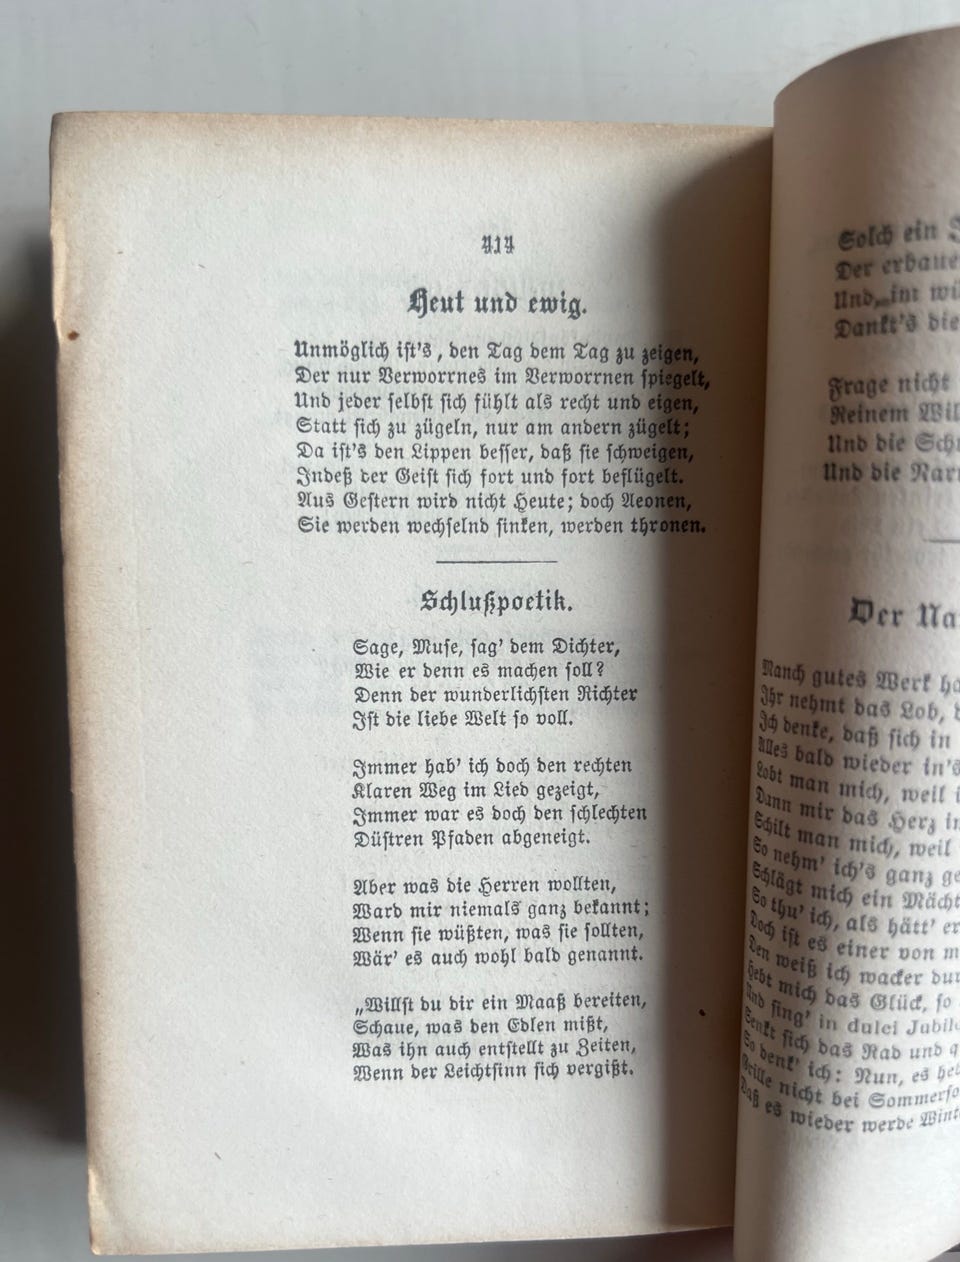 414
Heut und ewig.
Unmöglich ist's, den Tag dem Tag zu zeigen,
Der nur Verworrnes im Verworrnen spiegelt,
Und jeder selbst sich fühlt als recht und eigen,
Statt sich zu zügeln, nur am andern zügelt;
Da ist's den Lippen besser, daß sie schweigen,
Indeß der Geist sich fort und fort beflügelt.
Aus Gestern wird nicht Heute; doch Aeonen,
Sie werden wechselnd sinken, werden thronen.
Schlußpoetik.
Sage, Muse, sag' dem Dichter,
Wie er denn es machen soll?
Denn der wunderlichsten Richter
Ist die liebe Welt so voll.
Immer hab' ich doch den rechten
Klaren Weg im Lied gezeigt,
Immer war es doch den schlechten
Düstren Pfaden abgeneigt.
Aber was die Herren wollten,
Ward mir niemals ganz bekannt;
Wenn sie wüßten, was sie sollten,
Wär' es auch wohl bald genannt.
„Willst du dir ein Maaß bereiten,
Schaue, was den Edlen mißt,
Was ihn auch entstellt zu Zeiten,
Wenn der Leichtsinn sich vergißt.
Solch ein
Der
Und, im
Dankt's die
Frage nicht
Reinem
Und die
Und die
Der
Manch gutes Werk
Ihr nehmt das Lob,
Ich denke, daß sich in
Alles bald wieder in's
Lobt man mich, weil
Dann mir das Herz
Schilt man mich, weil
So nehm' ich's ganz
Schlägt mich ein
So thu' ich, als hätt' er
Doch ist es einer von
Den weiß ich wacker
Hebt mich das Glück, so
Und sing' in dulci
Senkt sich das Rad und
So denk' ich: Nun, es
Grille nicht bei
Daß es wieder werde